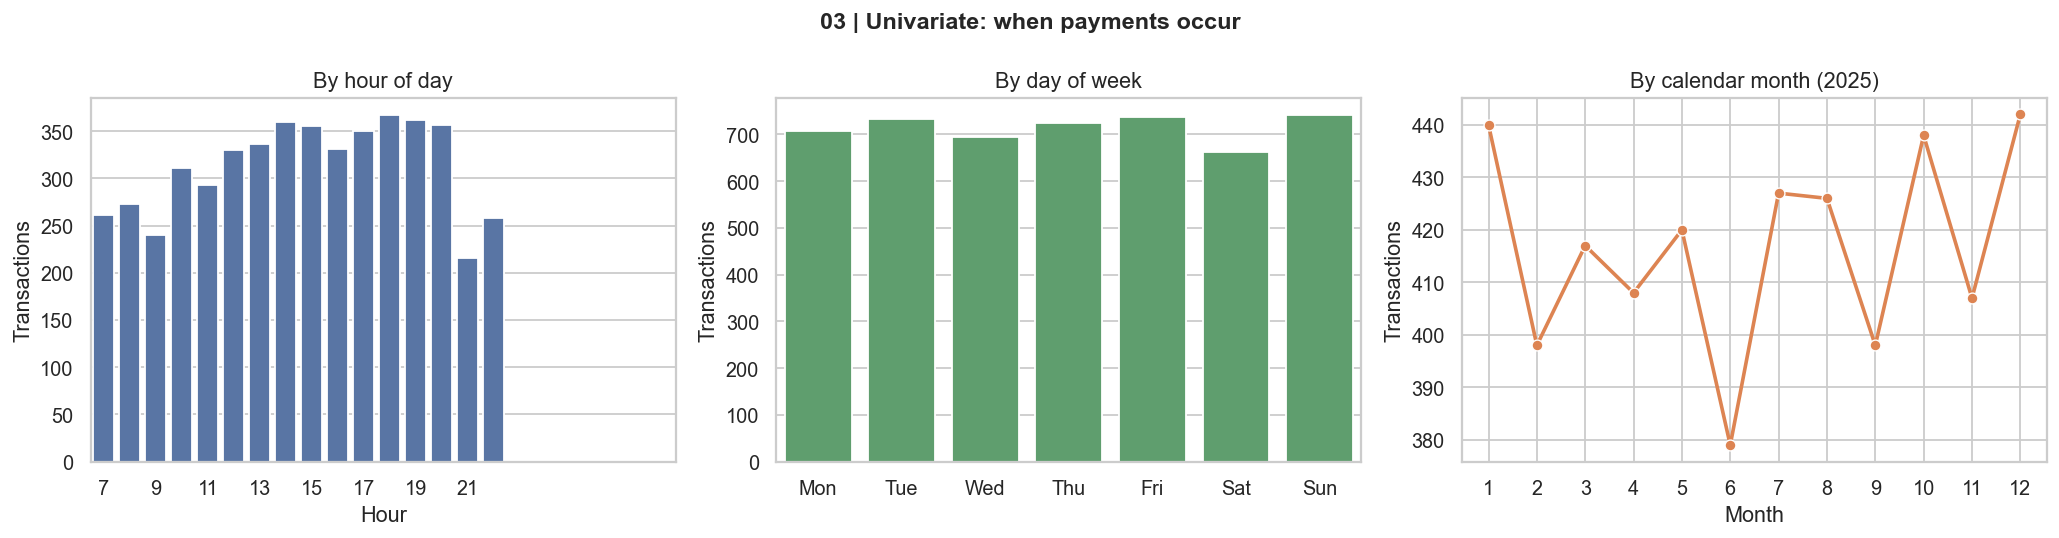 03 | Univariate: when payments occur
By hour of day
Transactions
350
300
250
200
150
100
50
0
7 9 11 13 15 17 19 21
Hour
By day of week
Transactions
700
600
500
400
300
200
100
0
Mon Tue Wed Thu Fri Sat Sun
By calendar month (2025)
Transactions
440
430
420
410
400
390
380
1 2 3 4 5 6 7 8 9 10 11 12
Month